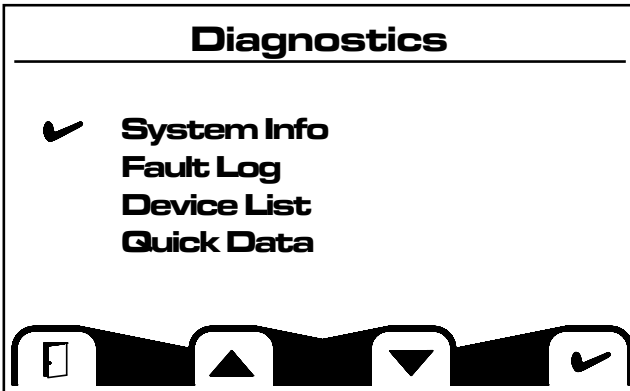 Diagnostics
System Info
Fault Log
Device List
Quick Data